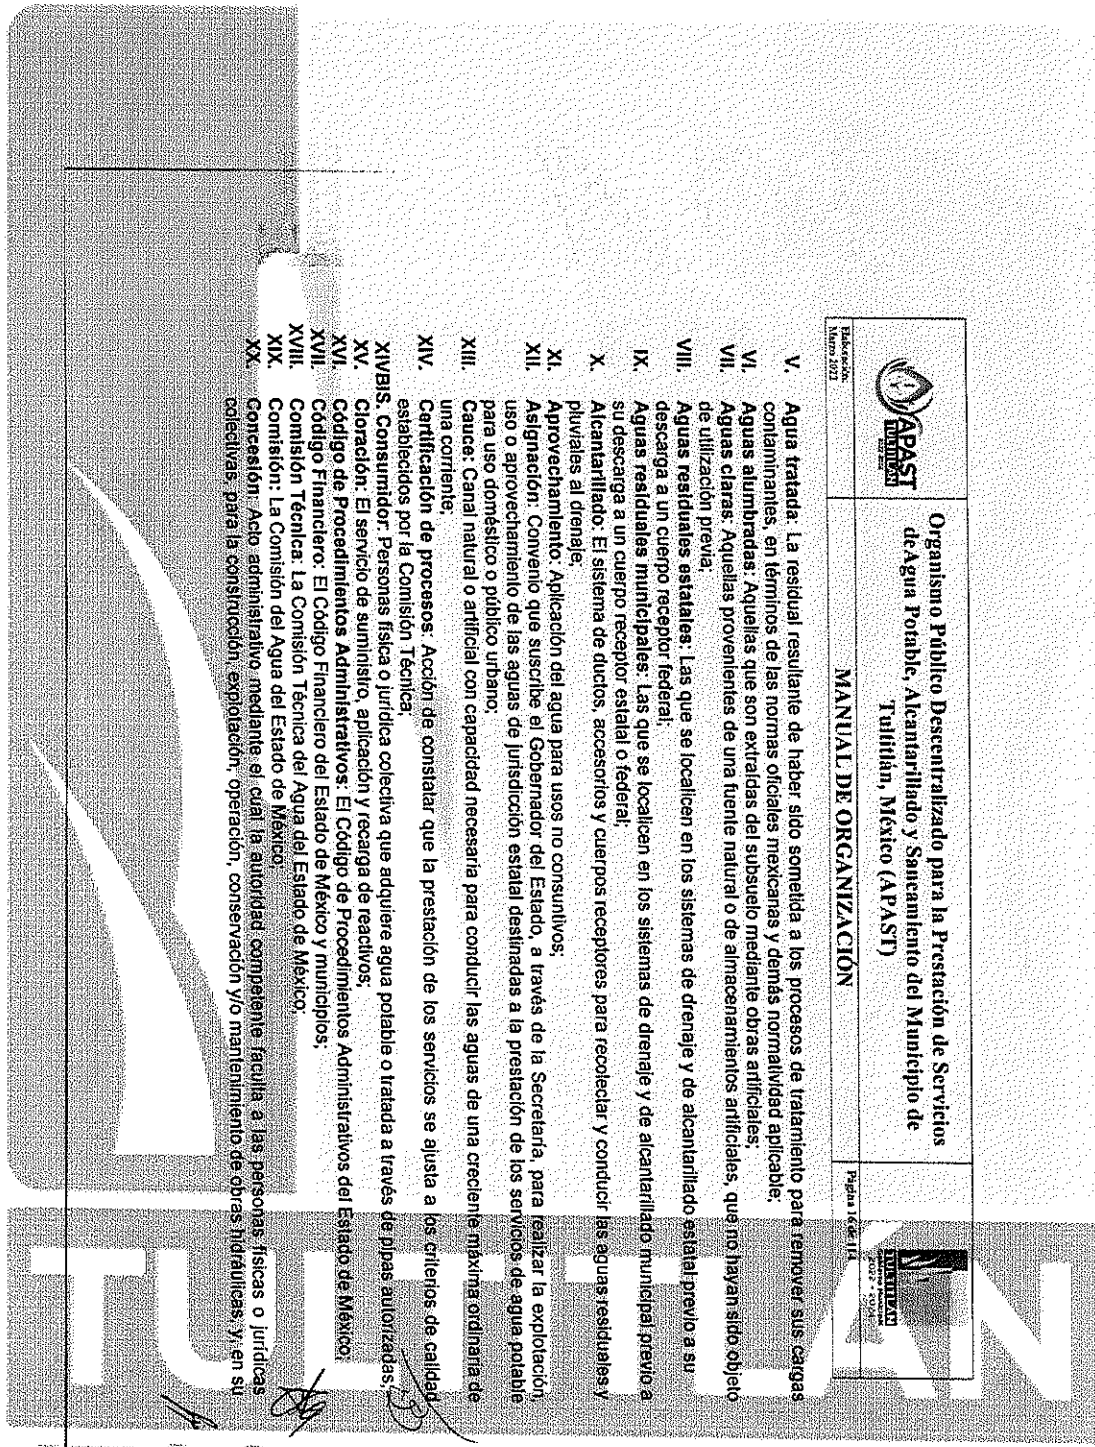 APAST
TULTITLÁN
2022-2024
Organismo Público Descentralizado para la Prestación de Servicios
de Agua Potable, Alcantarillado y Saneamiento del Municipio de
Tultitlán, México (APAST)
TULTITLÁN
2022 - 2024
Elaboración:
Marzo 2023
MANUAL DE ORGANIZACIÓN
Página 16 de 114
V. Agua tratada: La residual resultante de haber sido sometida a los procesos de tratamiento para remover sus cargas
contaminantes, en términos de las normas oficiales mexicanas y demás normatividad aplicable;
VI. Aguas alumbradas: Aquellas que son extraídas del subsuelo mediante obras artificiales;
VII. Aguas claras: Aquellas provenientes de una fuente natural o de almacenamientos artificiales, que no hayan sido objeto
de utilización previa;
VIII. Aguas residuales estatales: Las que se localicen en los sistemas de drenaje y de alcantarillado estatal previo a su
descarga a un cuerpo receptor federal;
IX. Aguas residuales municipales: Las que se localicen en los sistemas de drenaje y de alcantarillado municipal previo a
su descarga a un cuerpo receptor estatal o federal;
X. Alcantarillado: El sistema de ductos, accesorios y cuerpos receptores para recolectar y conducir las aguas residuales y
pluviales al drenaje;
XI. Aprovechamiento: Aplicación del agua para usos no consuntivos;
XII. Asignación: Convenio que suscribe el Gobernador del Estado, a través de la Secretaría, para realizar la explotación,
uso o aprovechamiento de las aguas de jurisdicción estatal destinadas a la prestación de los servicios de agua potable
para uso doméstico o público urbano;
XIII. Cauce: Canal natural o artificial con capacidad necesaria para conducir las aguas de una creciente máxima ordinaria de
una corriente;
XIV. Certificación de procesos: Acción de constatar que la prestación de los servicios se ajusta a los criterios de calidad
establecidos por la Comisión Técnica;
XIVBIS. Consumidor: Personas física o jurídica colectiva que adquiere agua potable o tratada a través de pipas autorizadas;
XV. Cloración: El servicio de suministro, aplicación y recarga de reactivos;
XVI. Código de Procedimientos Administrativos: El Código de Procedimientos Administrativos del Estado de México;
XVII. Código Financiero: El Código Financiero del Estado de México y municipios;
XVIII. Comisión Técnica: La Comisión Técnica del Agua del Estado de México;
XIX. Comisión: La Comisión del Agua del Estado de México;
XX. Concesión: Acto administrativo mediante el cual la autoridad competente faculta a las personas físicas o jurídicas
colectivas, para la construcción, explotación, operación, conservación y/o mantenimiento de obras hidráulicas, y, en su
TULTITLÁN